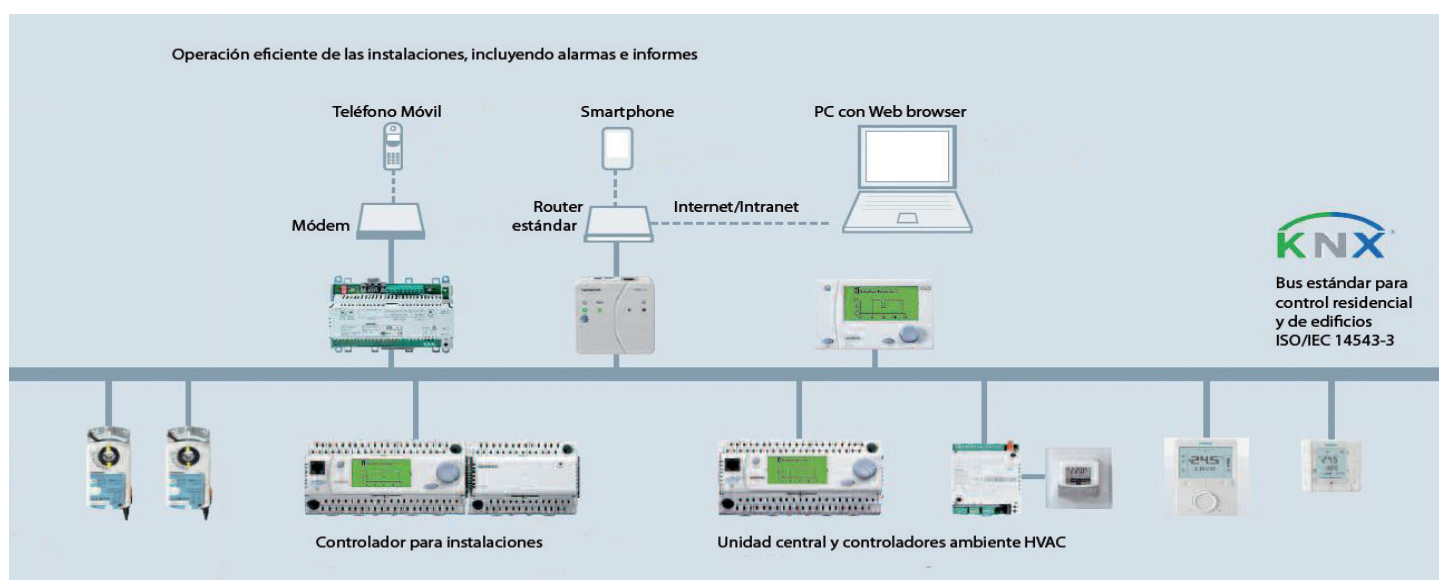 Operación eficiente de las instalaciones, incluyendo alarmas e informes
Teléfono Móvil
Smartphone
PC con Web browser
Módem
Router
estándar
Internet/Intranet
KNX
Bus estándar para
control residencial
y de edificios
ISO/IEC 14543-3
Controlador para instalaciones
Unidad central y controladores ambiente HVAC